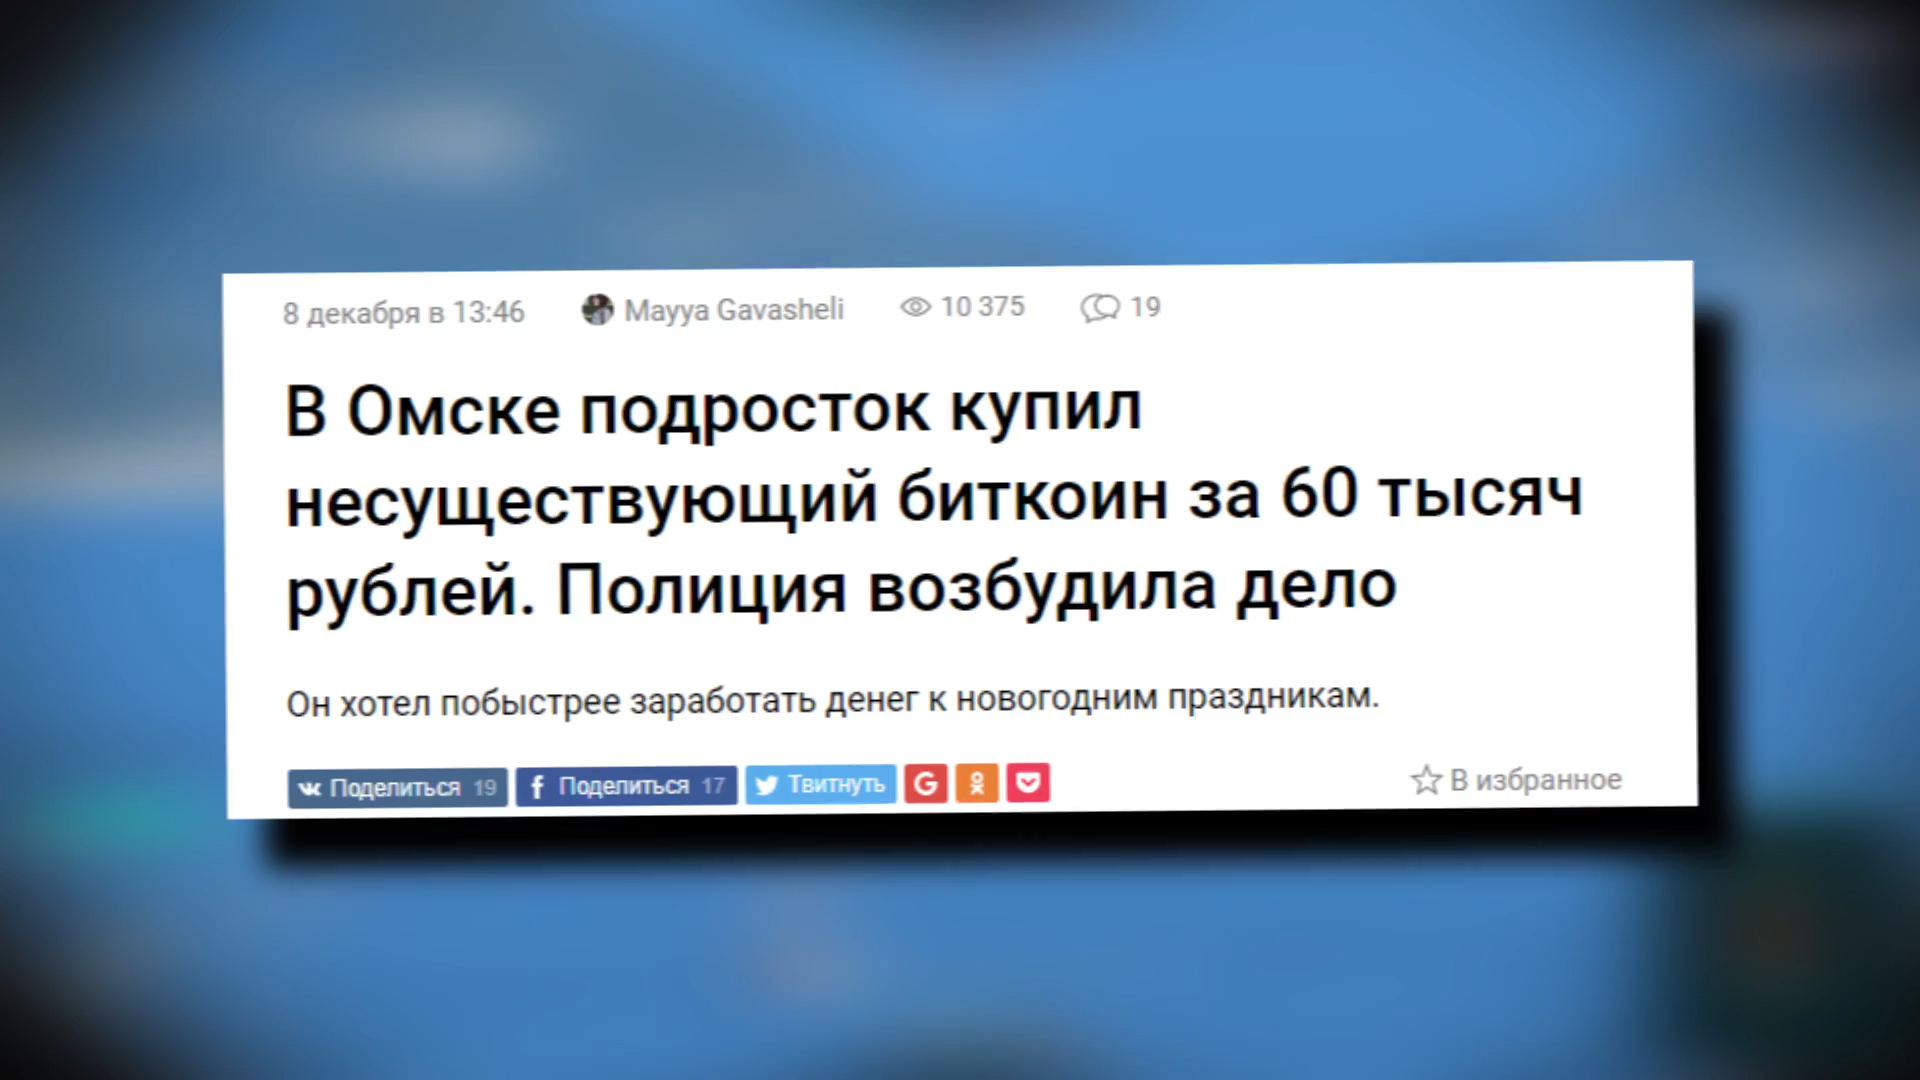 8 декабря в 13:46 Mayya Gavasheli 10 375 19
В Омске подросток купил
несуществующий биткоин за 60 тысяч
рублей. Полиция возбудила дело
Он хотел побыстрее заработать денег к новогодним праздникам.
Поделиться 19 Поделиться 17 Твитнуть В избранное